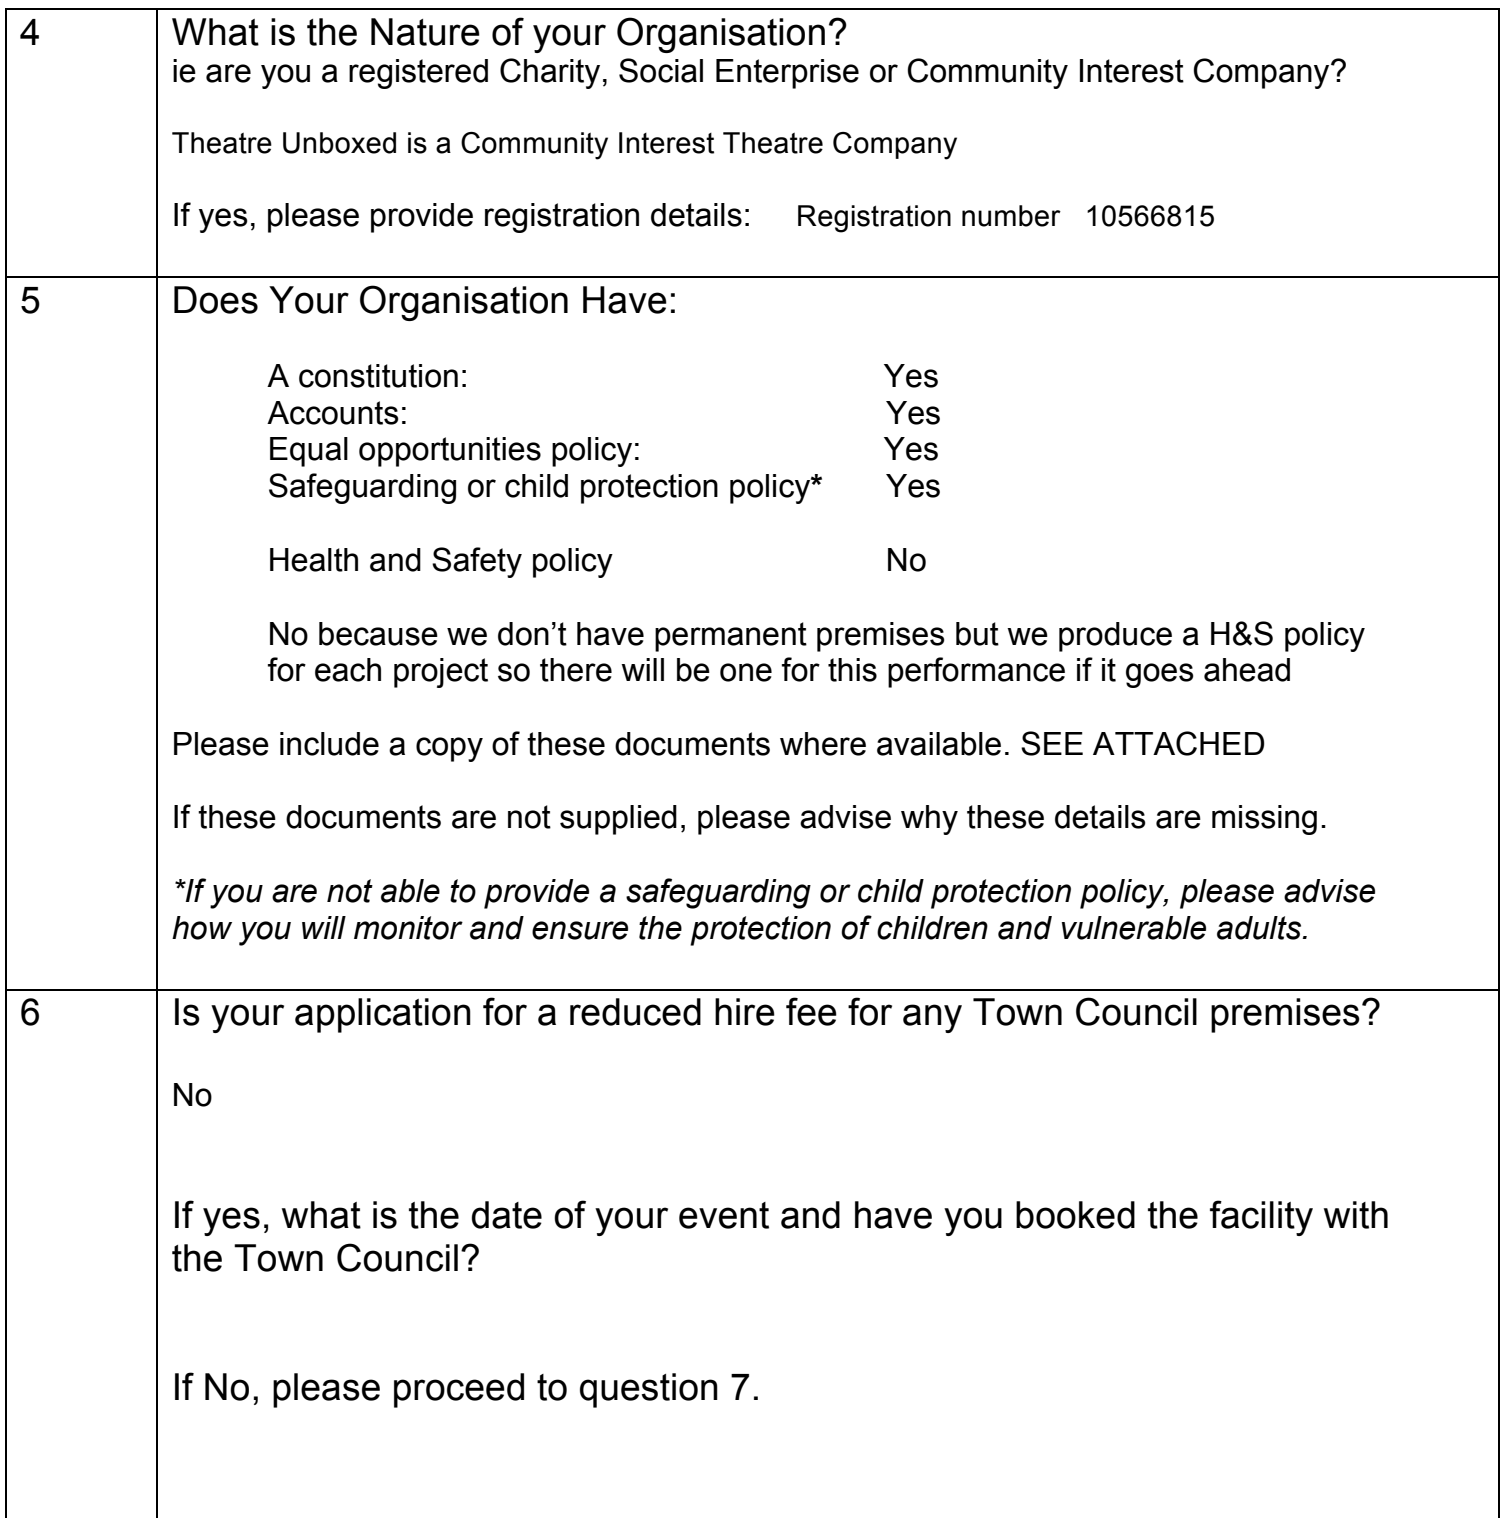 4
What is the Nature of your Organisation?
ie are you a registered Charity, Social Enterprise or Community Interest Company?
Theatre Unboxed is a Community Interest Theatre Company
If yes, please provide registration details: Registration number 10566815
5
Does Your Organisation Have:
A constitution: Yes
Accounts: Yes
Equal opportunities policy: Yes
Safeguarding or child protection policy* Yes
Health and Safety policy No
No because we don’t have permanent premises but we produce a H&S policy
for each project so there will be one for this performance if it goes ahead
Please include a copy of these documents where available. SEE ATTACHED
If these documents are not supplied, please advise why these details are missing.
*If you are not able to provide a safeguarding or child protection policy, please advise
how you will monitor and ensure the protection of children and vulnerable adults.
6
Is your application for a reduced hire fee for any Town Council premises?
No
If yes, what is the date of your event and have you booked the facility with
the Town Council?
If No, please proceed to question 7.